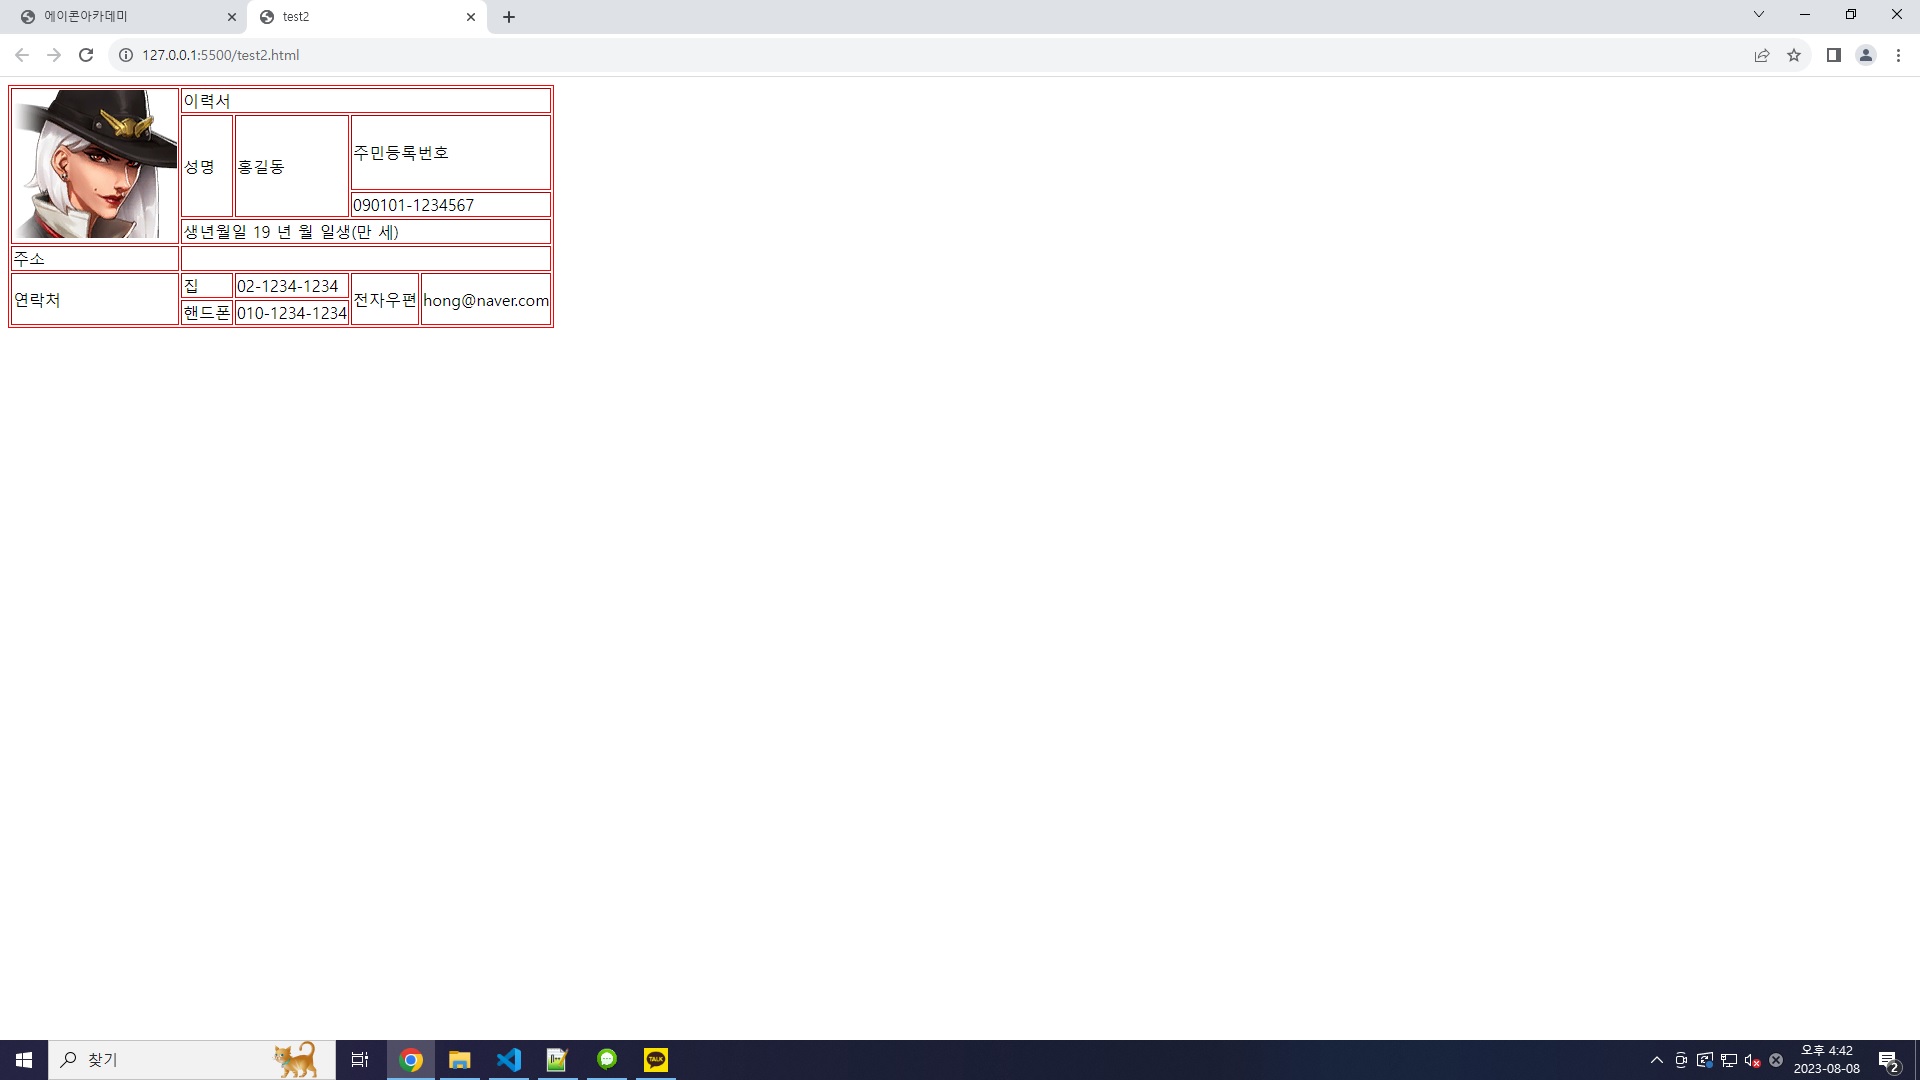 에이콘아카데미
test2
127.0.0.1:5500/test2.html
이력서
성명
홍길동
주민등록번호
090101-1234567
생년월일 19 년 월 일생(만 세)
주소
연락처
집
02-1234-1234
전자우편
hong@naver.com
핸드폰
010-1234-1234
찾기
TALK
오후 4:42
2023-08-08
2